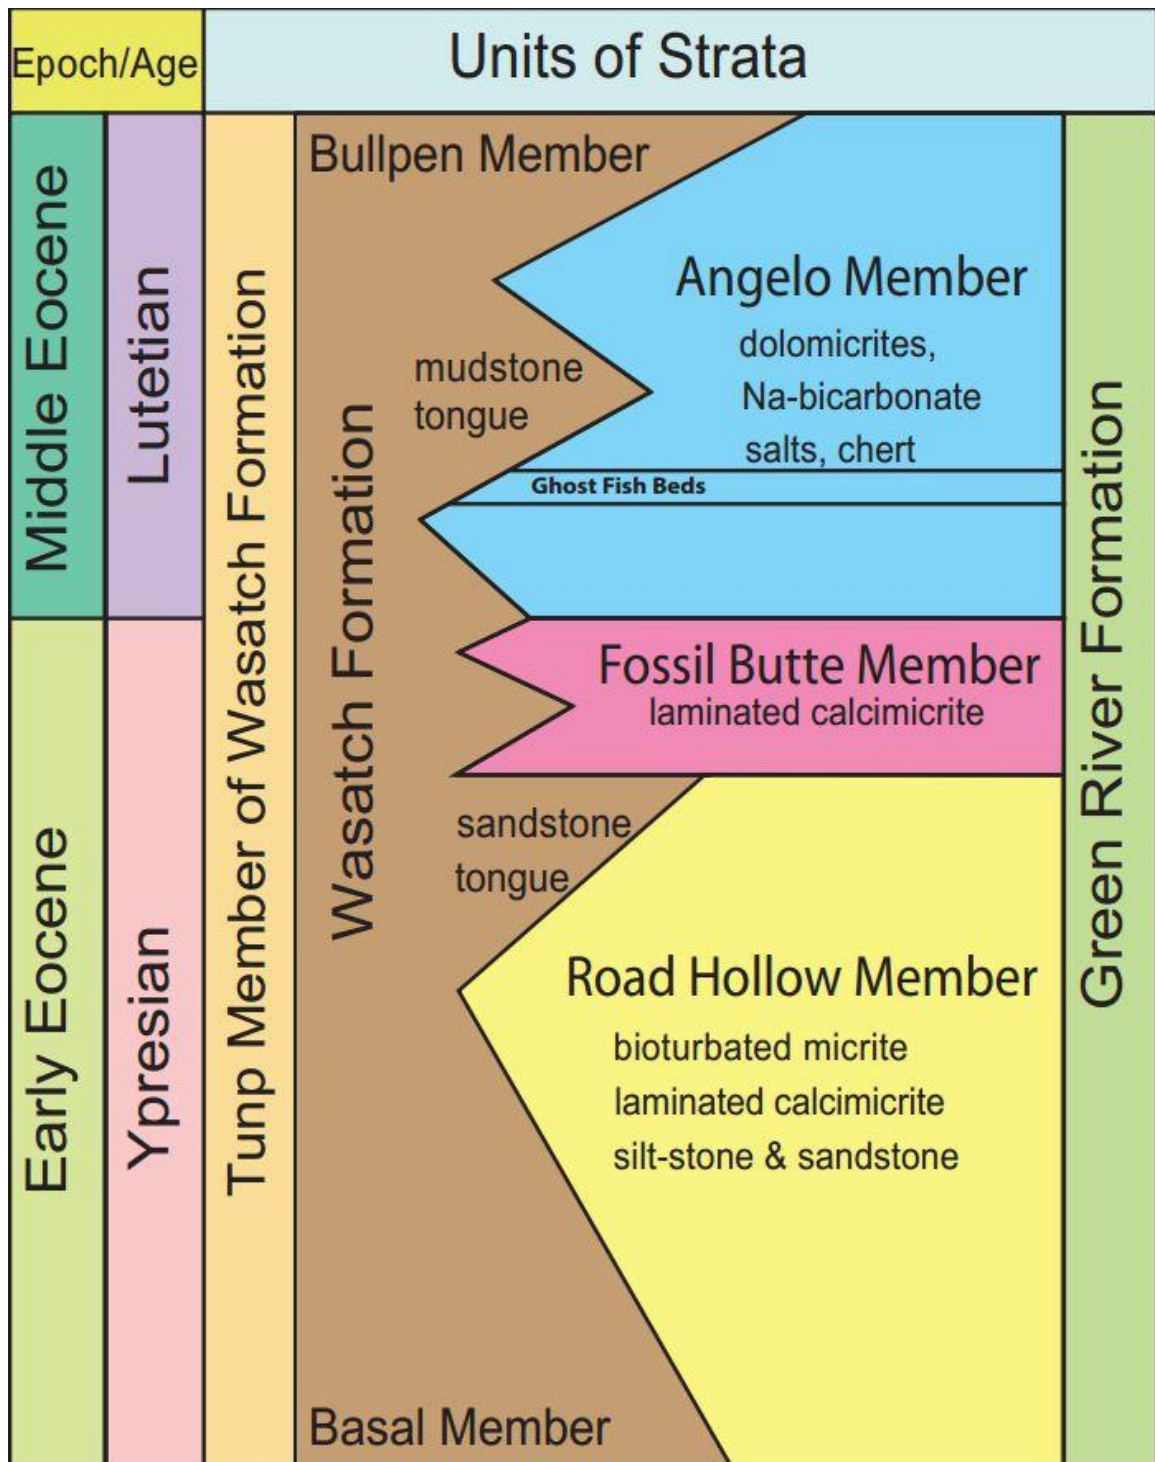 Epoch/Age
Units of Strata
Middle Eocene
Lutetian
Early Eocene
Ypresian
Tunp Member of Wasatch Formation
Wasatch Formation
Bullpen Member
Angelo Member
dolomicrites,
Na-bicarbonate
salts, chert
mudstone
tongue
Ghost Fish Beds
Fossil Butte Member
laminated calcimicrite
sandstone
tongue
Road Hollow Member
bioturbated micrite
laminated calcimicrite
silt-stone & sandstone
Basal Member
Green River Formation